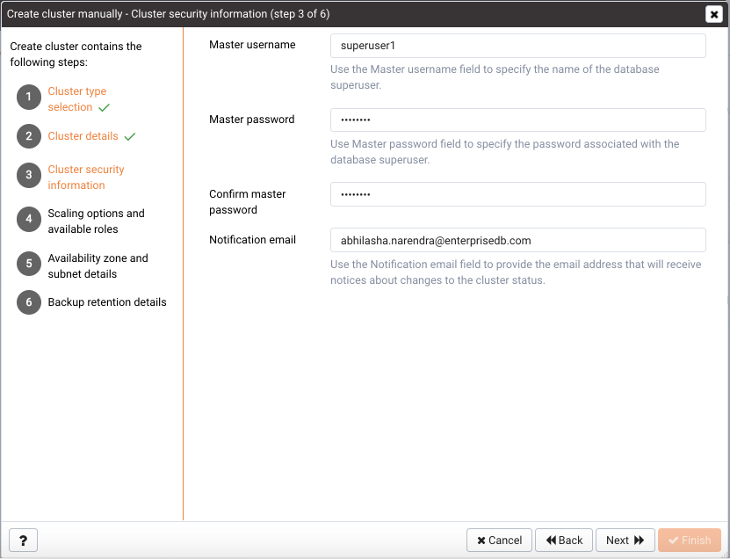 Create cluster manually - Cluster security information (step 3 of 6)
Create cluster contains the
following steps:
1 Cluster type
selection
2 Cluster details
3 Cluster security
information
4 Scaling options and
available roles
5 Availability zone and
subnet details
6 Backup retention details
Master username superuser1
Use the Master username field to specify the name of the database
superuser.
Master password ••••••••
Use Master password field to specify the password associated with the
database superuser.
Confirm master
password ••••••••
Notification email abhilasha.narendra@enterprisedb.com
Use the Notification email field to provide the email address that will receive
notices about changes to the cluster status.
? Cancel Back Next Finish